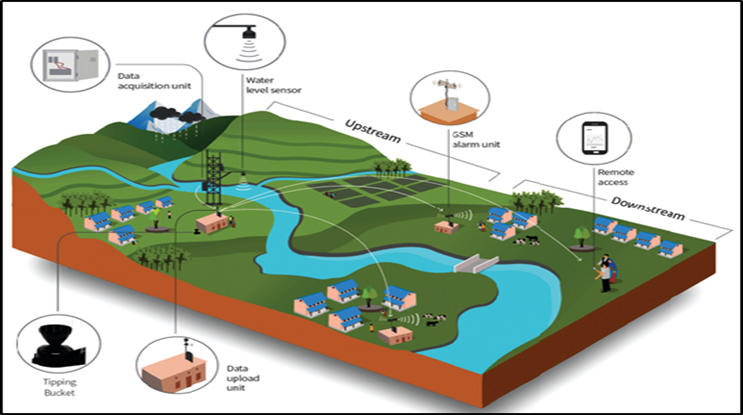 Data
acquisition unit
Water
level sensor
Upstream
GSM
alarm unit
Remote
access
Downstream
Tipping
Bucket
Data
upload
unit